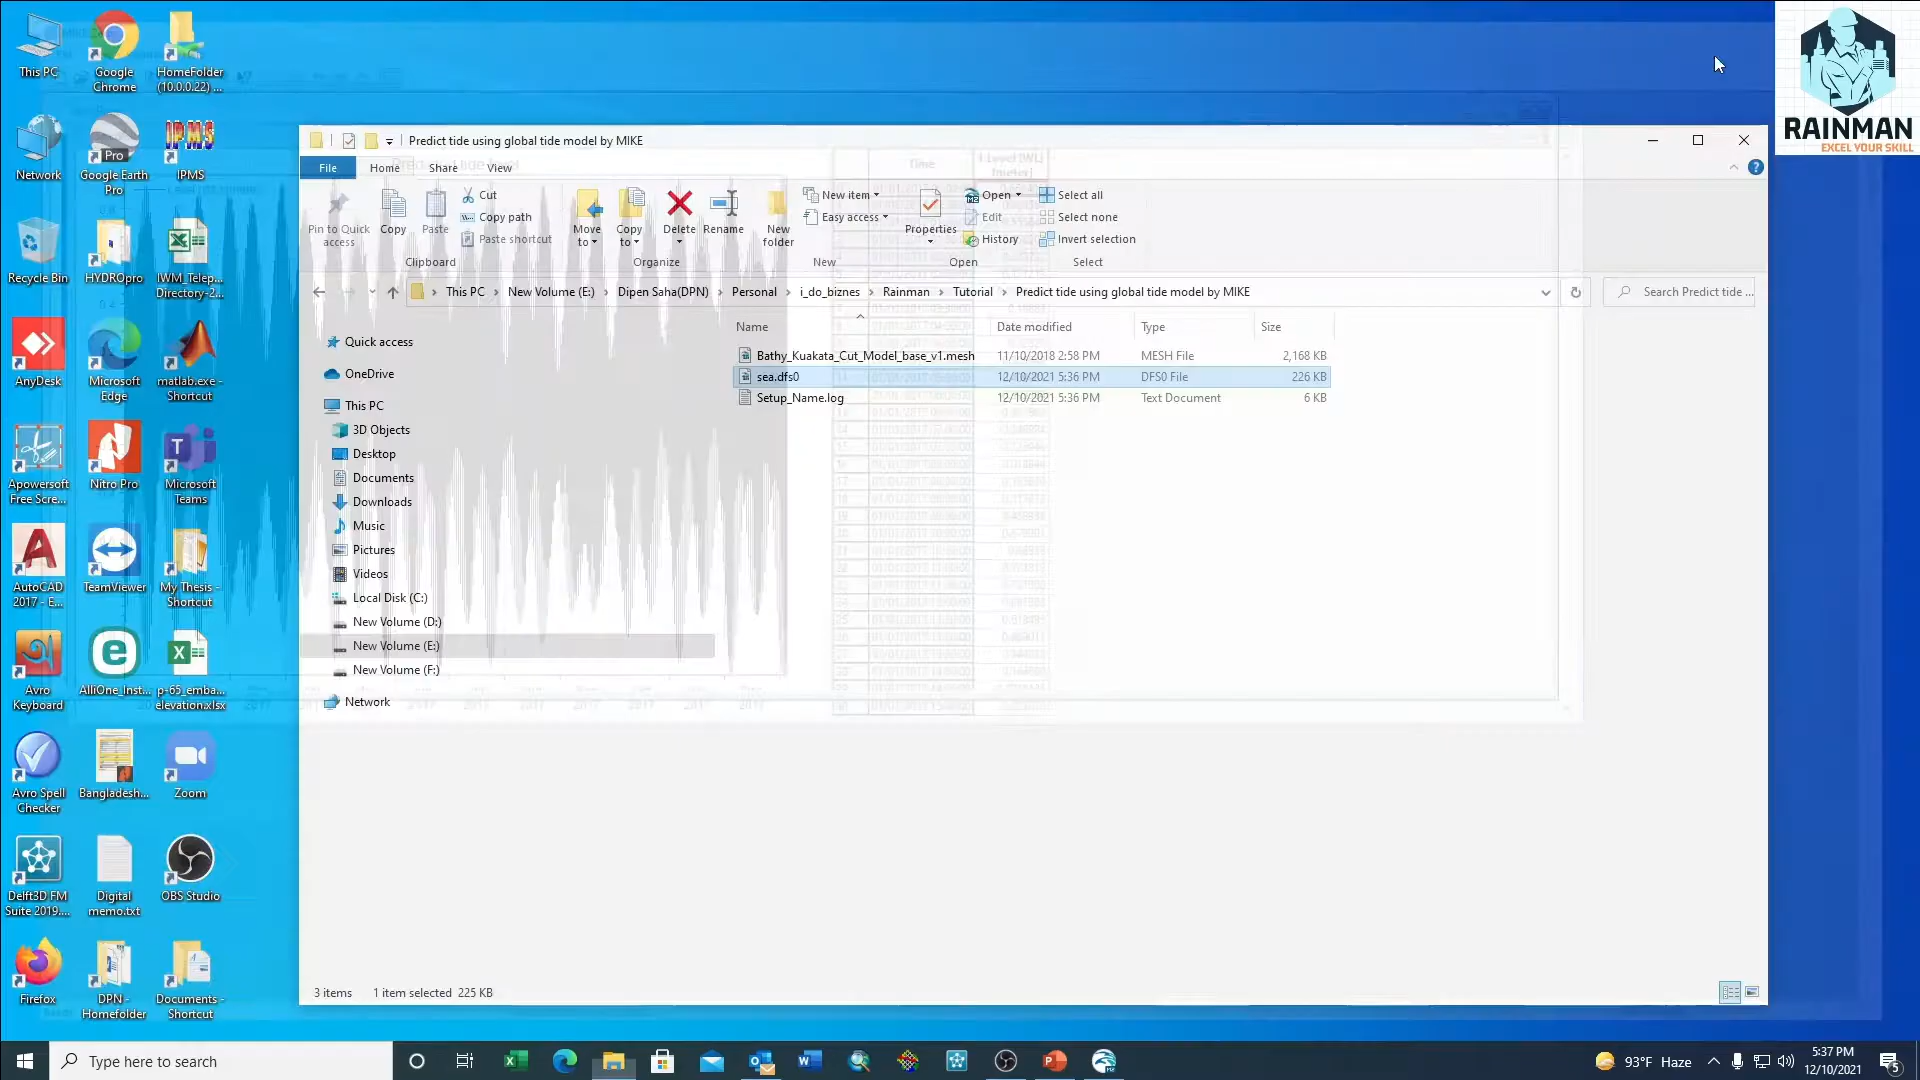 This PC
Google
Chrome
HomeFolder
(10.0.0.22) ...
Network
Pro
Google Earth
Pro
IPMS
IPMS
Recycle Bin
HYDROpro
IWM_Telep...
Directory-2...
AnyDesk
Microsoft
Edge
matlab.exe -
Shortcut
Apowersoft
Free Scre...
Nitro Pro
Microsoft
Teams
AutoCAD
2017 - E...
TeamViewer
My Thesis -
Shortcut
Avro
Keyboard
AlliOne_Inst...
p-65_emba...
elevation.xlsx
Avro Spell
Checker
Bangladesh...
Zoom
Delft3D FM
Suite 2019....
Digital
memo.txt
OBS Studio
Firefox
DPN -
Homefolder
Documents -
Shortcut
RAINMAN
EXCEL YOUR SKILL
Predict tide using global tide model by MIKE
File Home Share View
Pin to Quick
access
Copy
Paste
Cut
Copy path
Paste shortcut
Clipboard
Move
to
Copy
to
Delete
Rename
Organize
New
folder
New item
Easy access
New
Properties
Open
Edit
History
Open
Select all
Select none
Invert selection
Select
This PC › New Volume (E:) › Dipen Saha(DPN) › Personal › i_do_biznes › Rainman › Tutorial › Predict tide using global tide model by MIKE
Search Predict tide ...
Quick access
OneDrive
This PC
3D Objects
Desktop
Documents
Downloads
Music
Pictures
Videos
Local Disk (C:)
New Volume (D:)
New Volume (E:)
New Volume (F:)
Network
Name Date modified Type Size
Bathy_Kuakata_Cut_Model_base_v1.mesh 11/10/2018 2:58 PM MESH File 2,168 KB
sea.dfs0 12/10/2021 5:36 PM DFS0 File 226 KB
Setup_Name.log 12/10/2021 5:36 PM Text Document 6 KB
3 items 1 item selected 225 KB
Type here to search
93°F Haze
5:37 PM
12/10/2021
5